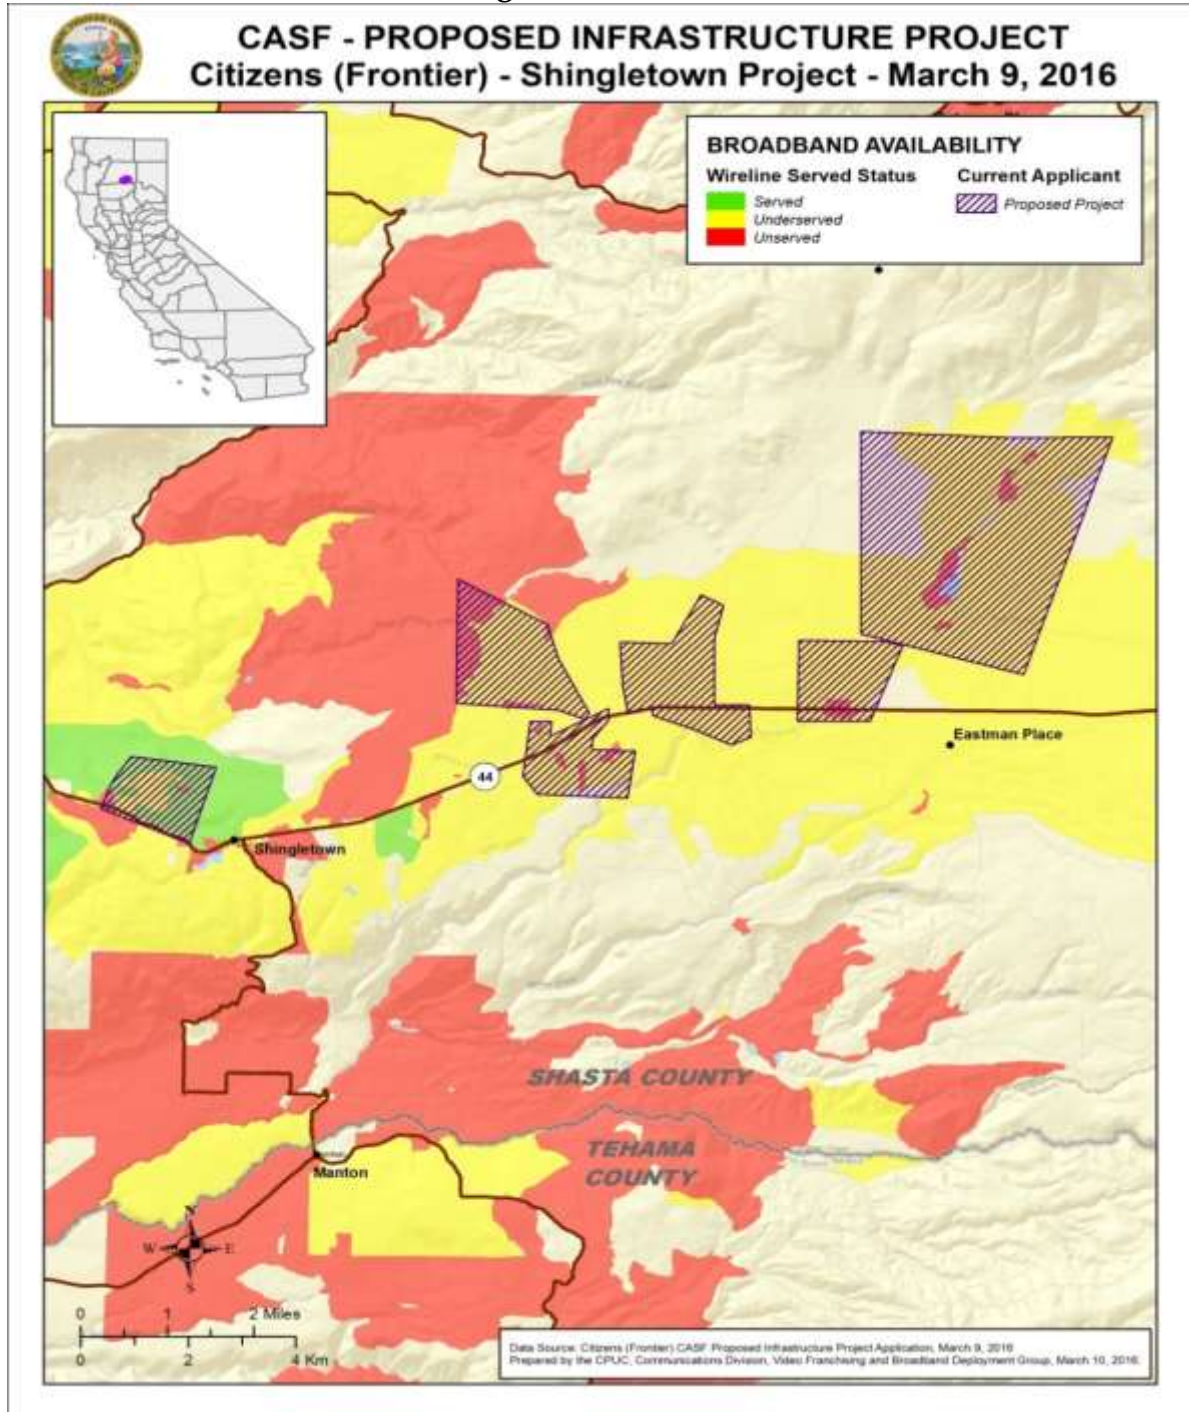 CASF - PROPOSED INFRASTRUCTURE PROJECT
Citizens (Frontier) - Shingletown Project - March 9, 2016
BROADBAND AVAILABILITY
Wireline Served Status
Served
Underserved
Unserved
Current Applicant
Proposed Project
Eastman Place
44
Shingletown
SHASTA COUNTY
TEHAMA
COUNTY
Manton
N
W E
S
0 1 2 Miles
0 2 4 Km
Data Source: Citizens (Frontier) CASF Proposed Infrastructure Project Application, March 9, 2016
Prepared by the CPUC, Communications Division, Video Franchising and Broadband Deployment Group, March 10, 2016.